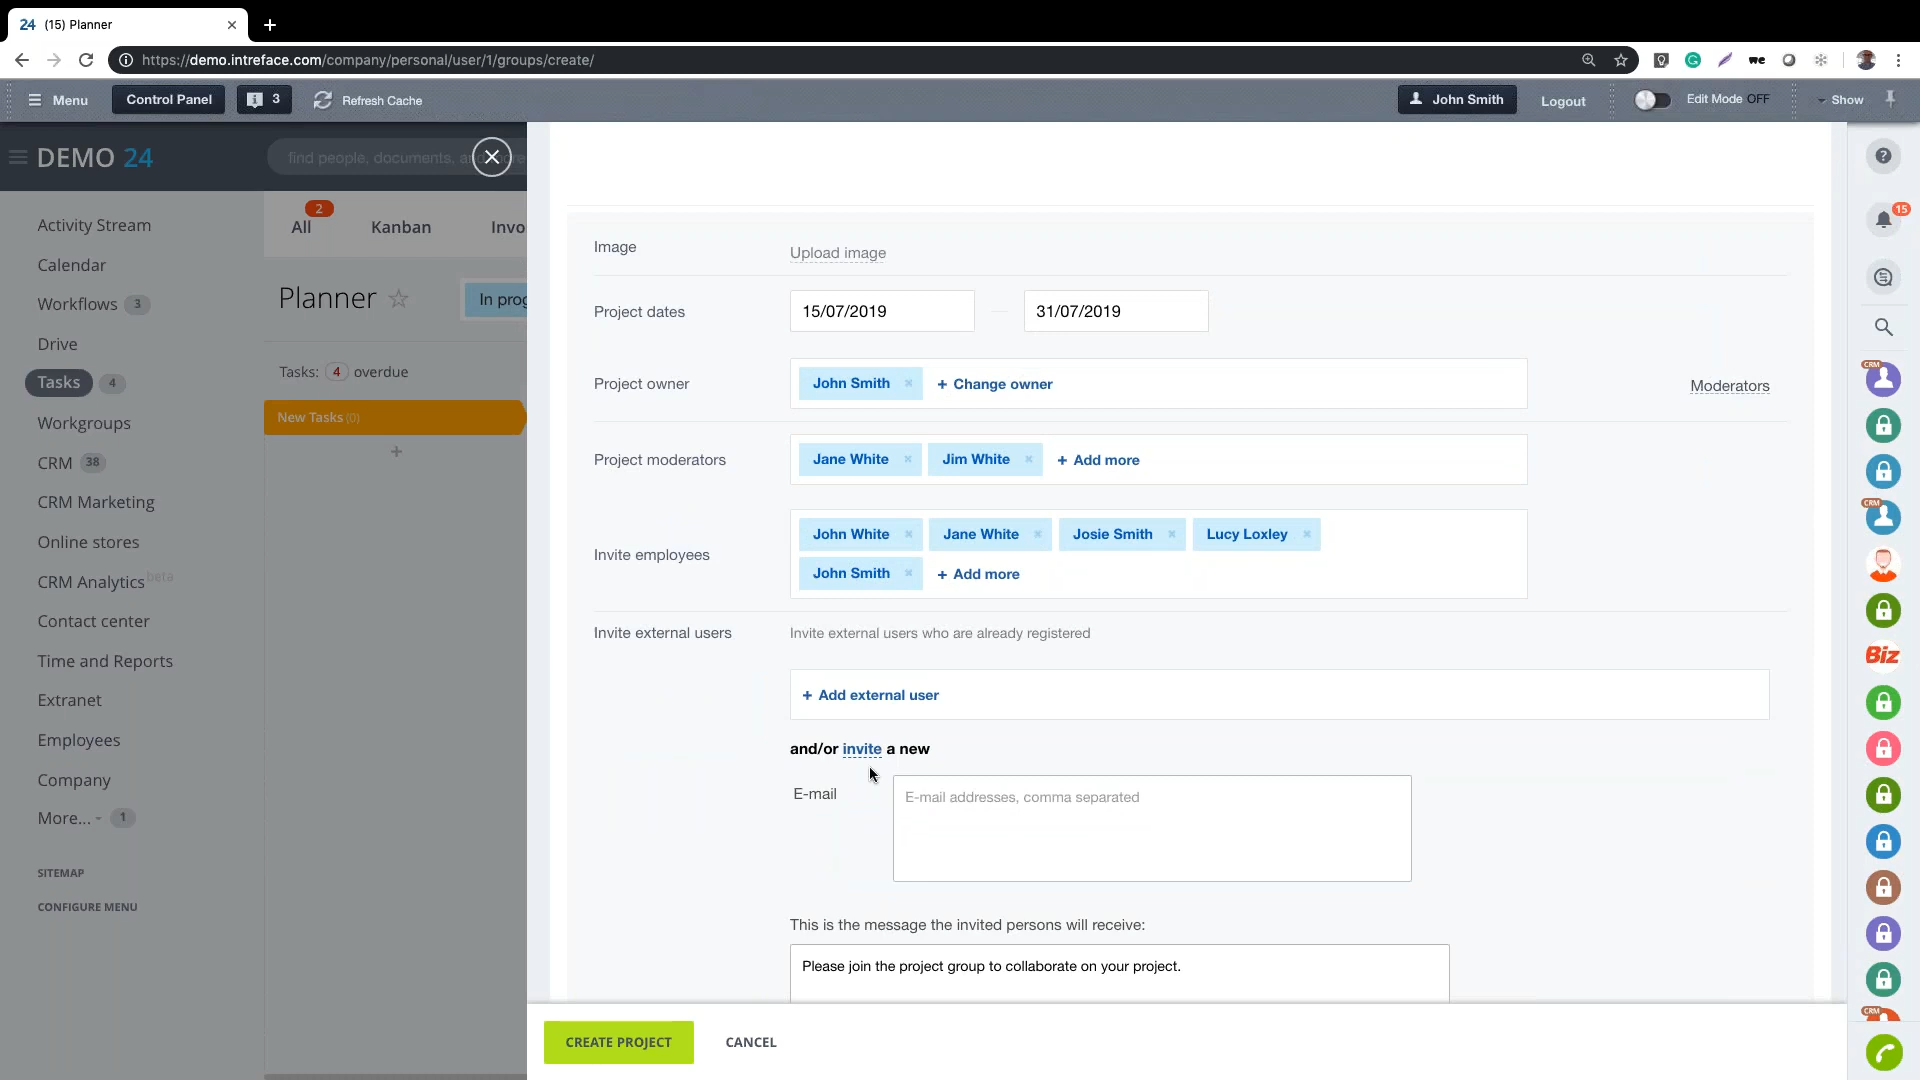 24 (15) Planner
https://demo.intreface.com/company/personal/user/1/groups/create/
we
Menu Control Panel 3 Refresh Cache John Smith Logout Edit Mode OFF Show
DEMO 24 find people, documents, and more
Activity Stream
Calendar
Workflows 3
Drive
Tasks 4
Workgroups
CRM 38
CRM Marketing
Online stores
CRM Analytics beta
Contact center
Time and Reports
Extranet
Employees
Company
More... 1
SITEMAP
CONFIGURE MENU
2
All Kanban Invo
Planner In prog
Tasks: 4 overdue
New Tasks (0)
+
Image Upload image
Project dates 15/07/2019 31/07/2019
Project owner John Smith + Change owner Moderators
Project moderators Jane White Jim White + Add more
Invite employees John White Jane White Josie Smith Lucy Loxley
John Smith + Add more
Invite external users Invite external users who are already registered
+ Add external user
and/or invite a new
E-mail E-mail addresses, comma separated
This is the message the invited persons will receive:
Please join the project group to collaborate on your project.
CREATE PROJECT CANCEL
?
15
CRM
CRM
Biz
CRM